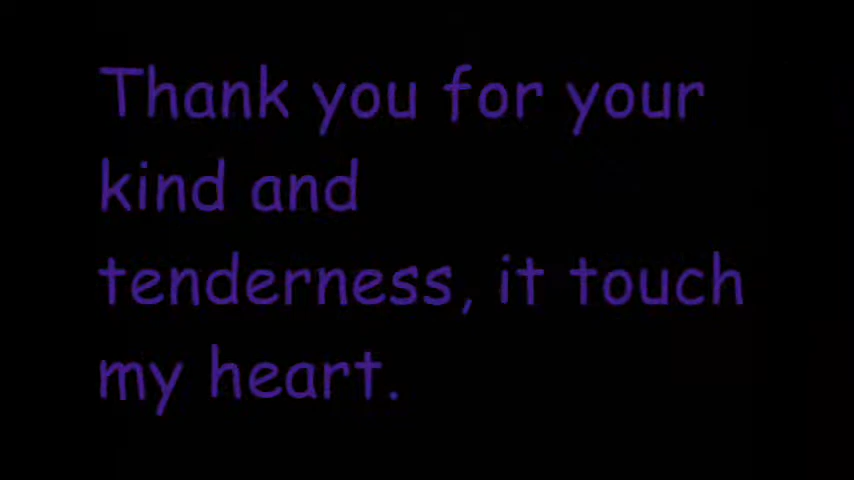 Thank you for your
kind and
tenderness, it touch
my heart.